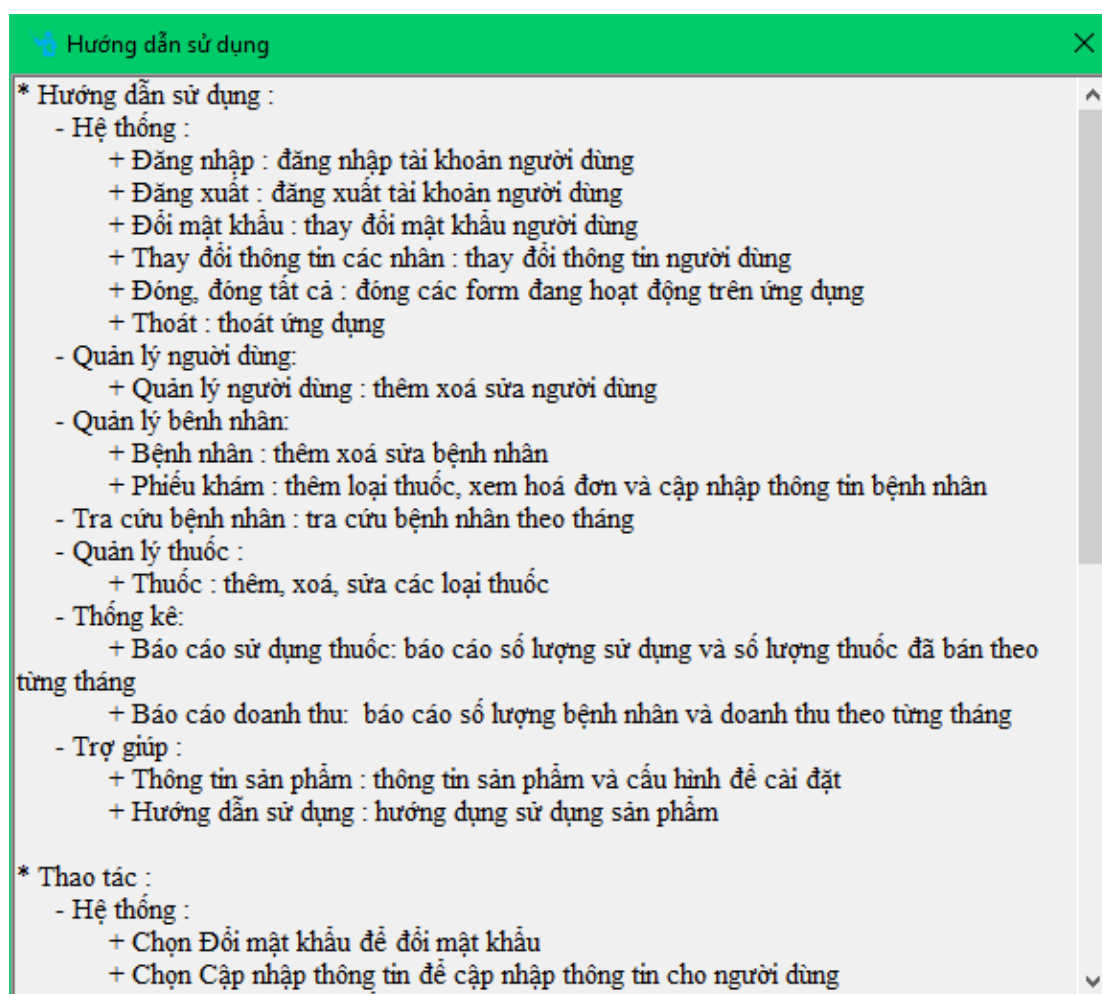 Hướng dẫn sử dụng
* Hướng dẫn sử dụng :
- Hệ thống :
+ Đăng nhập : đăng nhập tài khoản người dùng
+ Đăng xuất : đăng xuất tài khoản người dùng
+ Đổi mật khẩu : thay đổi mật khẩu người dùng
+ Thay đổi thông tin các nhân : thay đổi thông tin người dùng
+ Đóng, đóng tất cả : đóng các form đang hoạt động trên ứng dụng
+ Thoát : thoát ứng dụng
- Quản lý nguời dùng:
+ Quản lý người dùng : thêm xoá sửa người dùng
- Quản lý bênh nhân:
+ Bệnh nhân : thêm xoá sửa bệnh nhân
+ Phiếu khám : thêm loại thuốc, xem hoá đơn và cập nhập thông tin bệnh nhân
- Tra cứu bệnh nhân : tra cứu bệnh nhân theo tháng
- Quản lý thuốc :
+ Thuốc : thêm, xoá, sửa các loại thuốc
- Thống kê:
+ Báo cáo sử dụng thuốc: báo cáo số lượng sử dụng và số lượng thuốc đã bán theo
từng tháng
+ Báo cáo doanh thu:  báo cáo số lượng bệnh nhân và doanh thu theo từng tháng
- Trợ giúp :
+ Thông tin sản phẩm : thông tin sản phẩm và cấu hình để cài đặt
+ Hướng dẫn sử dụng : hướng dụng sử dụng sản phẩm
* Thao tác :
- Hệ thống :
+ Chọn Đổi mật khẩu để đổi mật khẩu
+ Chọn Cập nhập thông tin để cập nhập thông tin cho người dùng